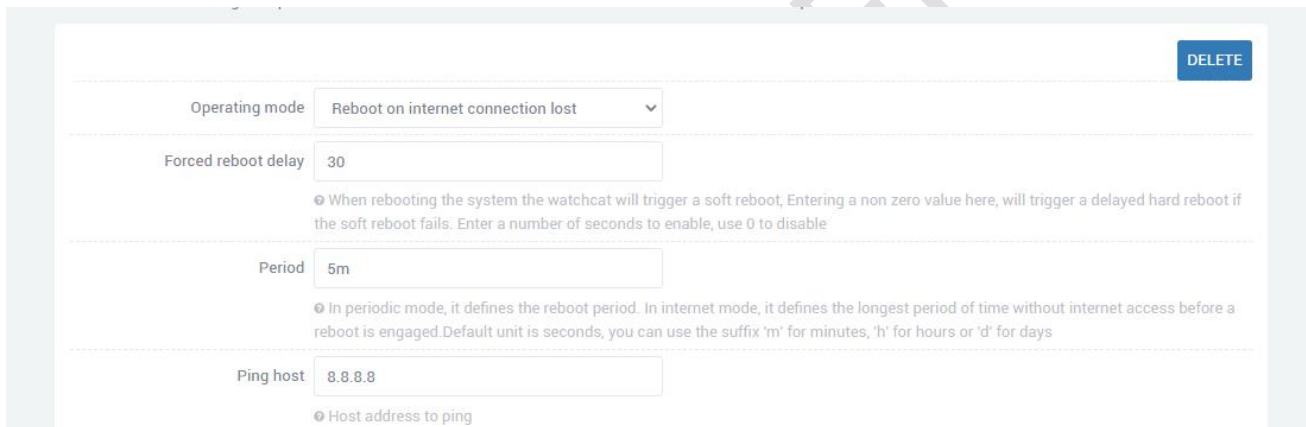 DELETE
Operating mode Reboot on internet connection lost
Forced reboot delay 30
When rebooting the system the watchcat will trigger a soft reboot, Entering a non zero value here, will trigger a delayed hard reboot if
the soft reboot fails. Enter a number of seconds to enable, use 0 to disable
Period 5m
In periodic mode, it defines the reboot period. In internet mode, it defines the longest period of time without internet access before a
reboot is engaged.Default unit is seconds, you can use the suffix 'm' for minutes, 'h' for hours or 'd' for days
Ping host 8.8.8.8
Host address to ping